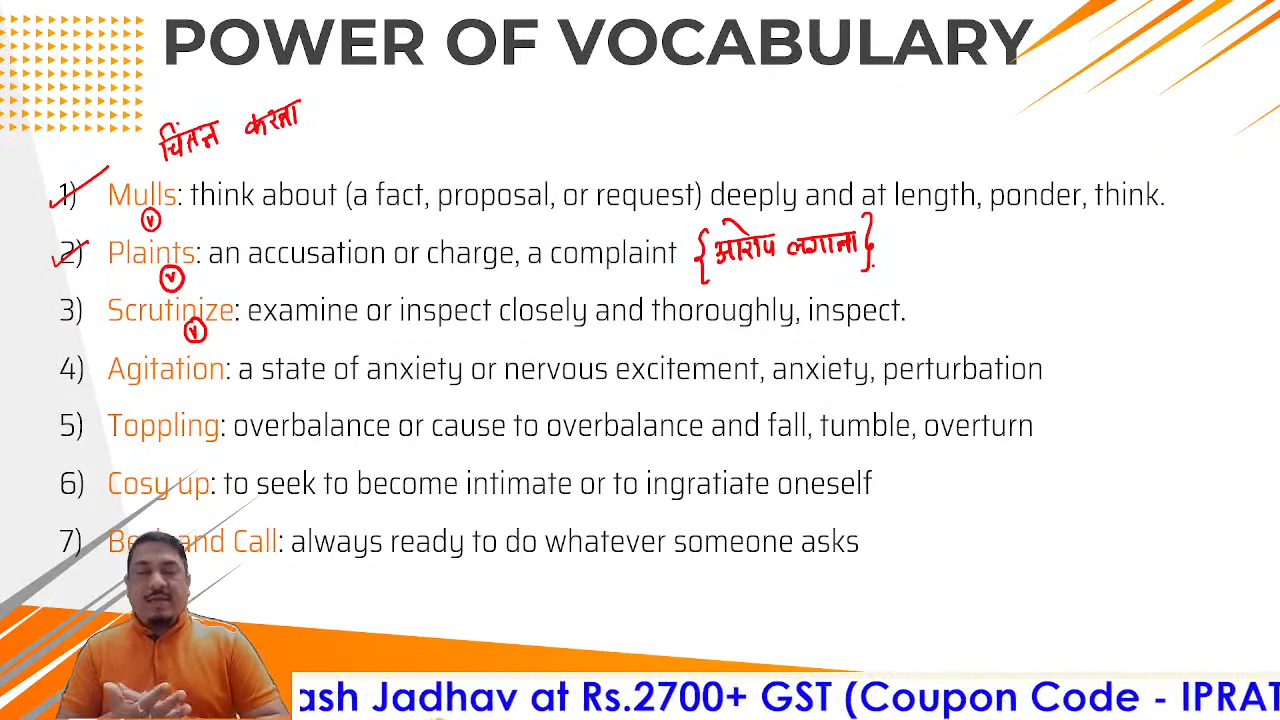 POWER OF VOCABULARY
चिंतन करना
1) Mulls: think about (a fact, proposal, or request) deeply and at length, ponder, think.
v
2) Plaints: an accusation or charge, a complaint {आरोप लगाना}
v
3) Scrutinize: examine or inspect closely and thoroughly, inspect.
v
4) Agitation: a state of anxiety or nervous excitement, anxiety, perturbation
5) Toppling: overbalance or cause to overbalance and fall, tumble, overturn
6) Cosy up: to seek to become intimate or to ingratiate oneself
7) and Call: always ready to do whatever someone asks
ash Jadhav at Rs.2700+ GST (Coupon Code - IPRAT